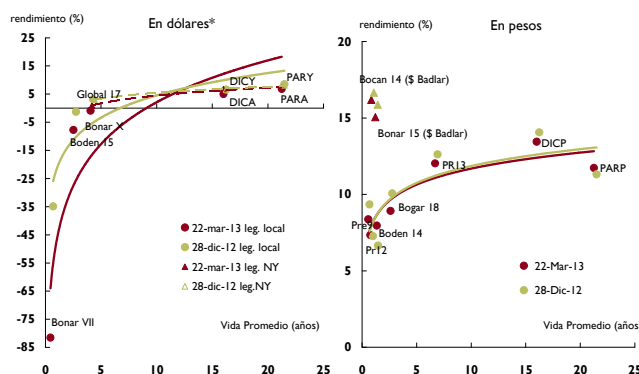 rendimiento (%)
En dólares*
25
15
5
-5
-15
-25
-35
-45
-55
-65
-75
-85
Global 17
DICY
PARY
DICA
PARA
Bonar X
Boden 15
22-mar-13 leg. local
28-dic-12 leg. local
22-mar-13 leg. NY
28-dic-12 leg.NY
Bonar VII
Vida Promedio (años)
0
5
10
15
20
25
rendimiento (%)
En pesos
20
15
10
5
0
Bocan 14 ($ Badlar)
Bonar 15 ($ Badlar)
DICP
PR13
PARP
Bogar 18
Pre9
Boden 14
Pr12
22-Mar-13
28-Dic-12
Vida Promedio (años)
0
5
10
15
20
25